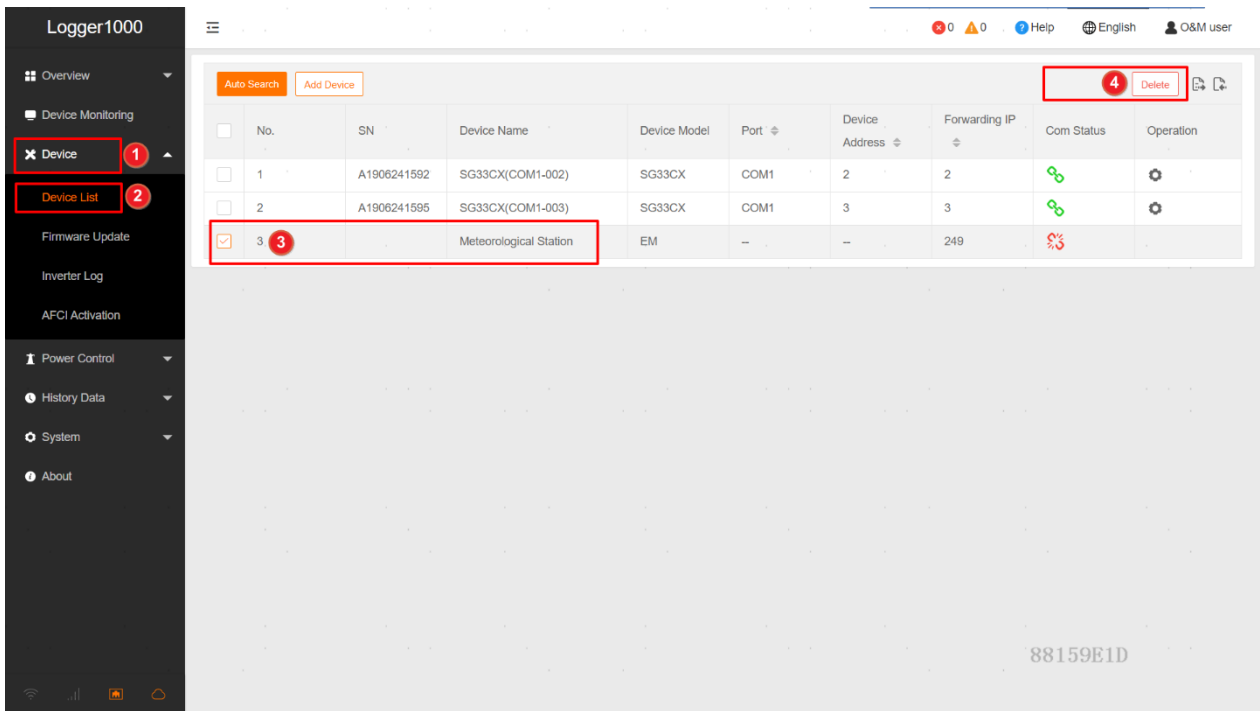 Logger1000
0 0 Help English O&M user
Overview
Device Monitoring
Device 1
Device List 2
Firmware Update
Inverter Log
AFCI Activation
Power Control
History Data
System
About
Auto Search Add Device 4 Delete
No. SN Device Name Device Model Port Device Address Forwarding IP Com Status Operation
1 A1906241592 SG33CX(COM1-002) SG33CX COM1 2 2
2 A1906241595 SG33CX(COM1-003) SG33CX COM1 3 3
3 3 Meteorological Station EM -- -- 249
88159E1D